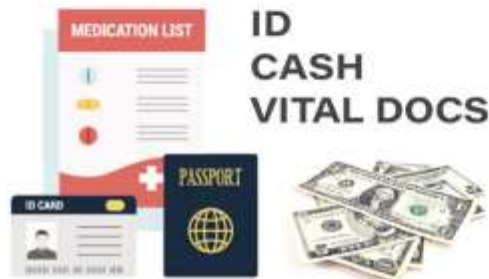 MEDICATION LIST
ID
CASH
VITAL DOCS
PASSPORT
ID CARD